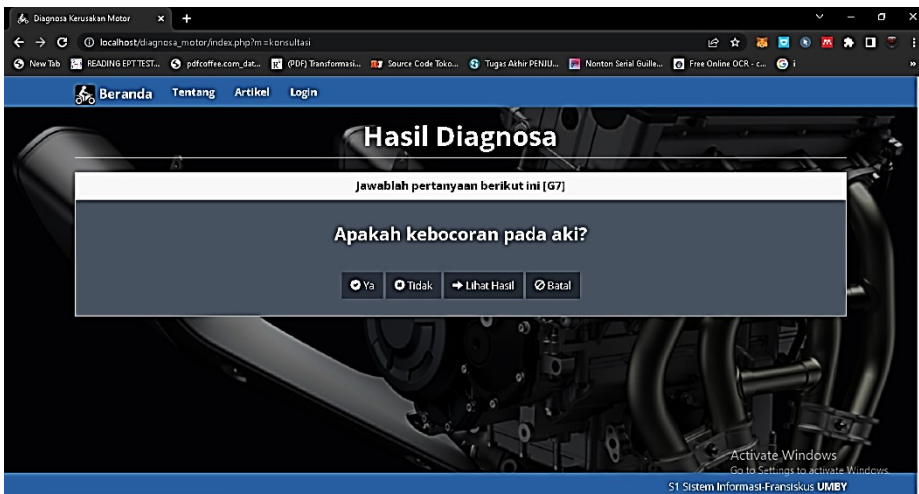 Diagnosa Kerusakan Motor
localhost/diagnosa_motor/index.php?m=konsultasi
New Tab READING EPT TEST... pdfcoffee.com_dat... (PDF) Transformasi... Source Code Toko... Tugas Akhir PENJU... Nonton Serial Guille... Free Online OCR - c... i
Beranda Tentang Artikel Login
Hasil Diagnosa
Jawablah pertanyaan berikut ini [G7]
Apakah kebocoran pada aki?
Ya Tidak Lihat Hasil Batal
Activate Windows
Go to Settings to activate Windows.
S1 Sistem Informasi-Fransiskus UMBY